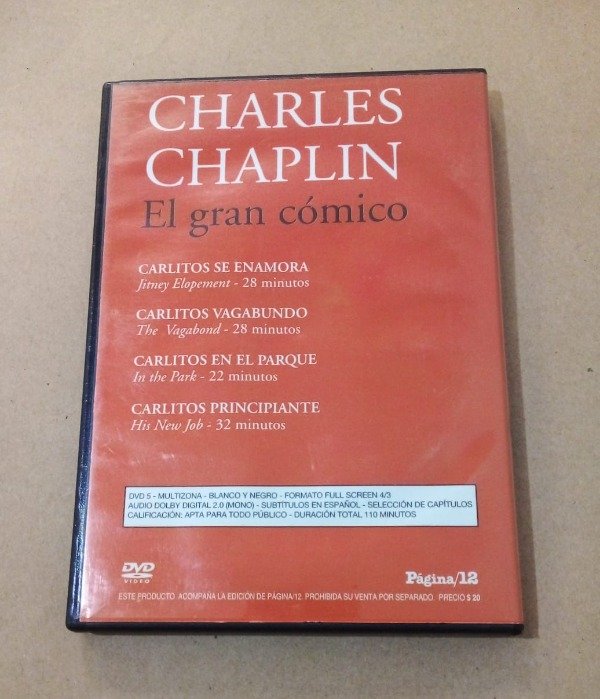 CHARLES
CHAPLIN
El gran cómico
CARLITOS SE ENAMORA
Jitney Elopement - 28 minutos
CARLITOS VAGABUNDO
The Vagabond - 28 minutos
CARLITOS EN EL PARQUE
In the Park - 22 minutos
CARLITOS PRINCIPIANTE
His New Job - 32 minutos
DVD 5 - MULTIZONA - BLANCO Y NEGRO - FORMATO FULL SCREEN 4/3
AUDIO DOLBY DIGITAL 2.0 (MONO) - SUBTÍTULOS EN ESPAÑOL - SELECCIÓN DE CAPÍTULOS
CALIFICACIÓN: APTA PARA TODO PÚBLICO - DURACIÓN TOTAL 110 MINUTOS
DVD
VIDEO
Página/12
ESTE PRODUCTO ACOMPAÑA LA EDICIÓN DE PÁGINA/12. PROHIBIDA SU VENTA POR SEPARADO. PRECIO $ 20